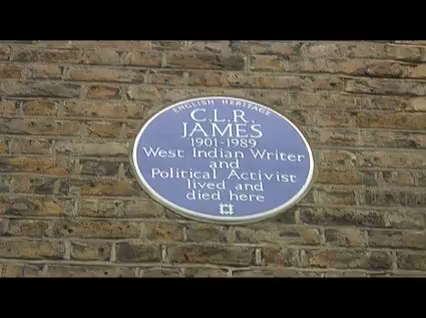 ENGLISH HERITAGE
C.L.R.
JAMES
1901-1989
West Indian Writer
and
Political Activist
lived and
died here